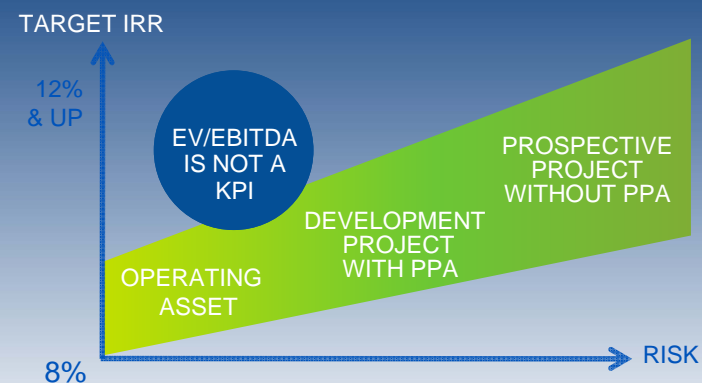 TARGET IRR
12%
& UP
EV/EBITDA
IS NOT A
KPI
PROSPECTIVE
PROJECT
WITHOUT PPA
DEVELOPMENT
PROJECT
WITH PPA
OPERATING
ASSET
RISK
8%